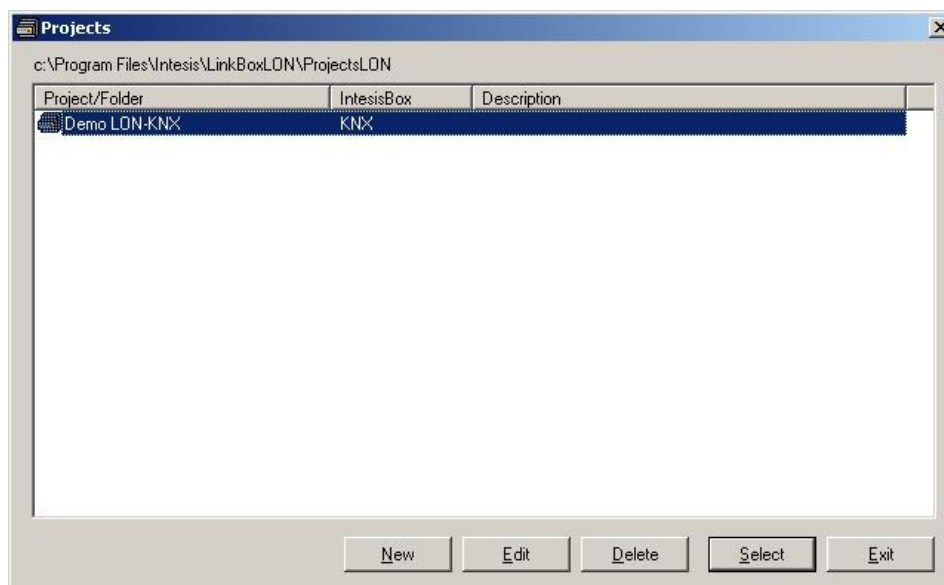 Projects
c:\Program Files\Intesis\LinkBoxLON\ProjectsLON
Project/Folder IntesisBox Description
Demo LON-KNX KNX
New Edit Delete Select Exit